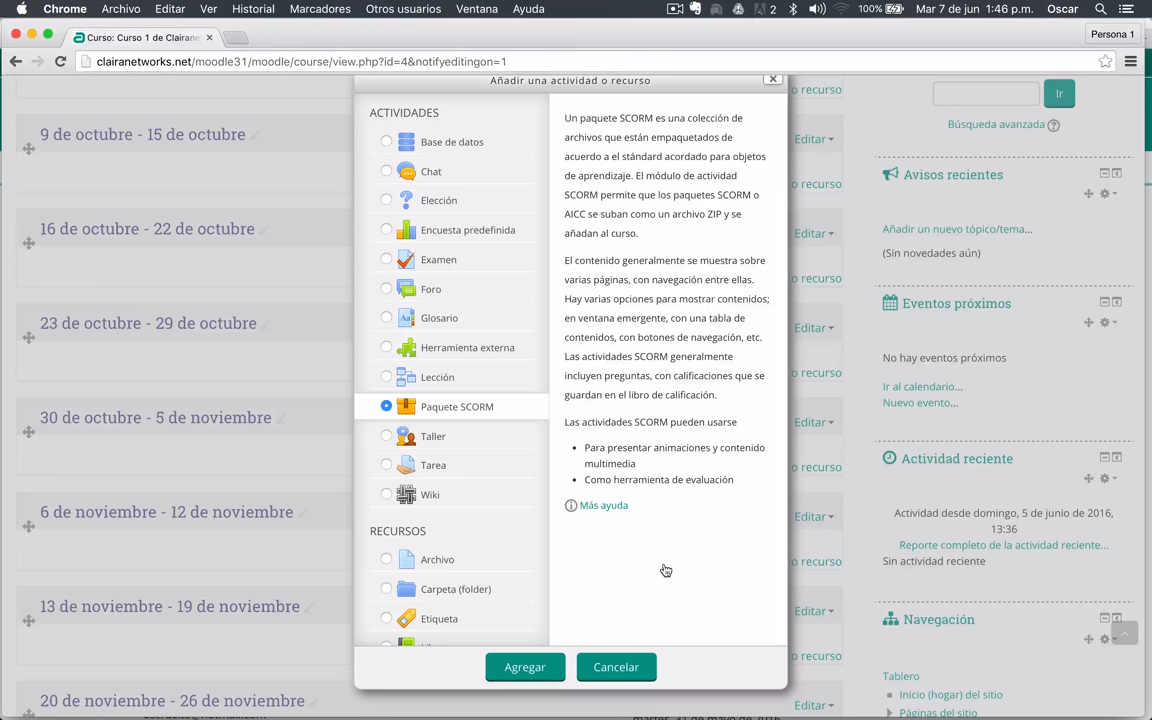 Chrome Archivo Editar Ver Historial Marcadores Otros usuarios Ventana Ayuda 2 100% Mar 7 de jun 1:46 p.m. Oscar
Curso: Curso 1 de Clairane
Persona 1
clairanetworks.net/moodle31/moodle/course/view.php?id=4&notifyeditingon=1
Añadir una actividad o recurso
o recurso
Ir
Búsqueda avanzada
9 de octubre - 15 de octubre
Editar
o recurso
16 de octubre - 22 de octubre
Editar
o recurso
23 de octubre - 29 de octubre
Editar
o recurso
30 de octubre - 5 de noviembre
Editar
o recurso
6 de noviembre - 12 de noviembre
Editar
o recurso
13 de noviembre - 19 de noviembre
Editar
o recurso
20 de noviembre - 26 de noviembre
Editar
ACTIVIDADES
Base de datos
Chat
Elección
Encuesta predefinida
Examen
Foro
Glosario
Herramienta externa
Lección
Paquete SCORM
Taller
Tarea
Wiki
RECURSOS
Archivo
Carpeta (folder)
Etiqueta
Un paquete SCORM es una colección de
archivos que están empaquetados de
acuerdo a el stándard acordado para objetos
de aprendizaje. El módulo de actividad
SCORM permite que los paquetes SCORM o
AICC se suban como un archivo ZIP y se
añadan al curso.
El contenido generalmente se muestra sobre
varias páginas, con navegación entre ellas.
Hay varias opciones para mostrar contenidos;
en ventana emergente, con una tabla de
contenidos, con botones de navegación, etc.
Las actividades SCORM generalmente
incluyen preguntas, con calificaciones que se
guardan en el libro de calificación.
Las actividades SCORM pueden usarse
Para presentar animaciones y contenido
multimedia
Como herramienta de evaluación
Más ayuda
Agregar
Cancelar
Avisos recientes
Añadir un nuevo tópico/tema...
(Sin novedades aún)
Eventos próximos
No hay eventos próximos
Ir al calendario...
Nuevo evento...
Actividad reciente
Actividad desde domingo, 5 de junio de 2016,
13:36
Reporte completo de la actividad reciente...
Sin actividad reciente
Navegación
Tablero
Inicio (hogar) del sitio
Páginas del sitio